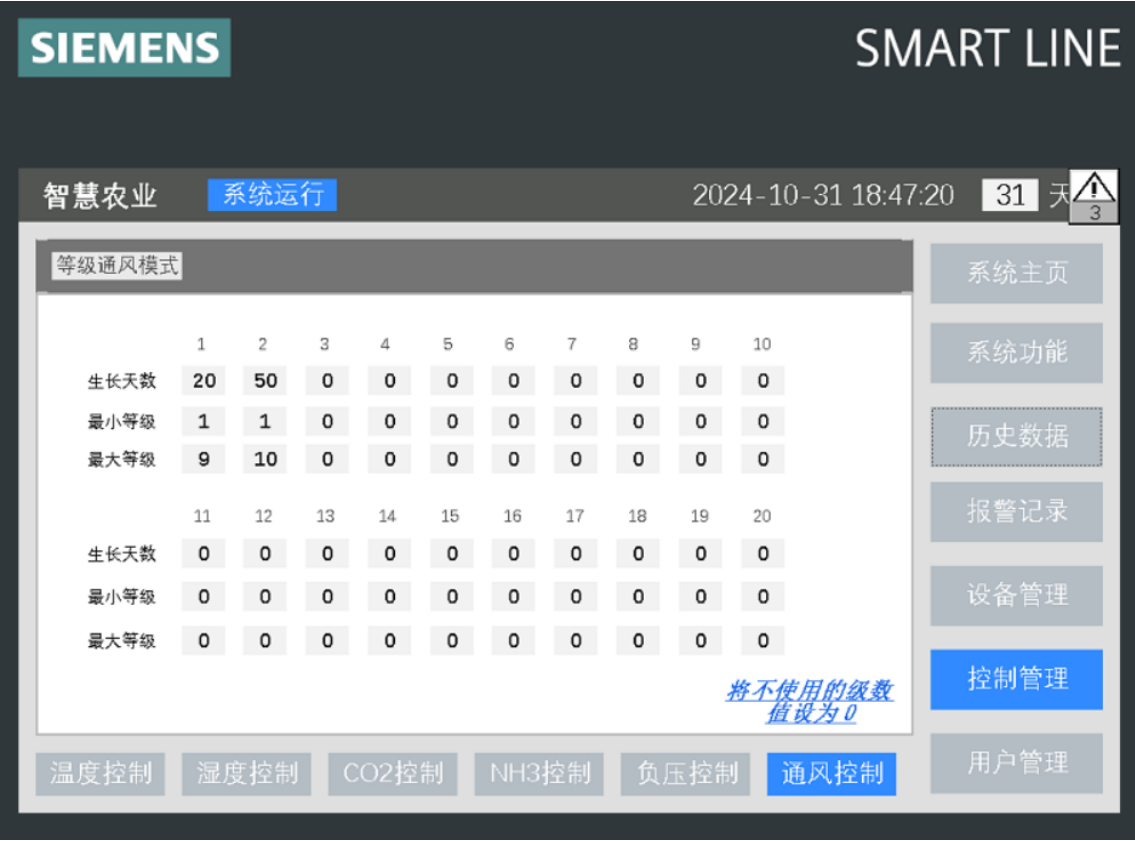 SIEMENS
SMART LINE
智慧农业 系统运行 2024-10-31 18:47:20 31 天
3
等级通风模式
系统主页
1 2 3 4 5 6 7 8 9 10
系统功能
生长天数 20 50 0 0 0 0 0 0 0 0
最小等级 1 1 0 0 0 0 0 0 0 0
历史数据
最大等级 9 10 0 0 0 0 0 0 0 0
11 12 13 14 15 16 17 18 19 20
报警记录
生长天数 0 0 0 0 0 0 0 0 0 0
最小等级 0 0 0 0 0 0 0 0 0 0
设备管理
最大等级 0 0 0 0 0 0 0 0 0 0
将不使用的级数
值设为0
控制管理
温度控制 湿度控制 CO2控制 NH3控制 负压控制 通风控制
用户管理